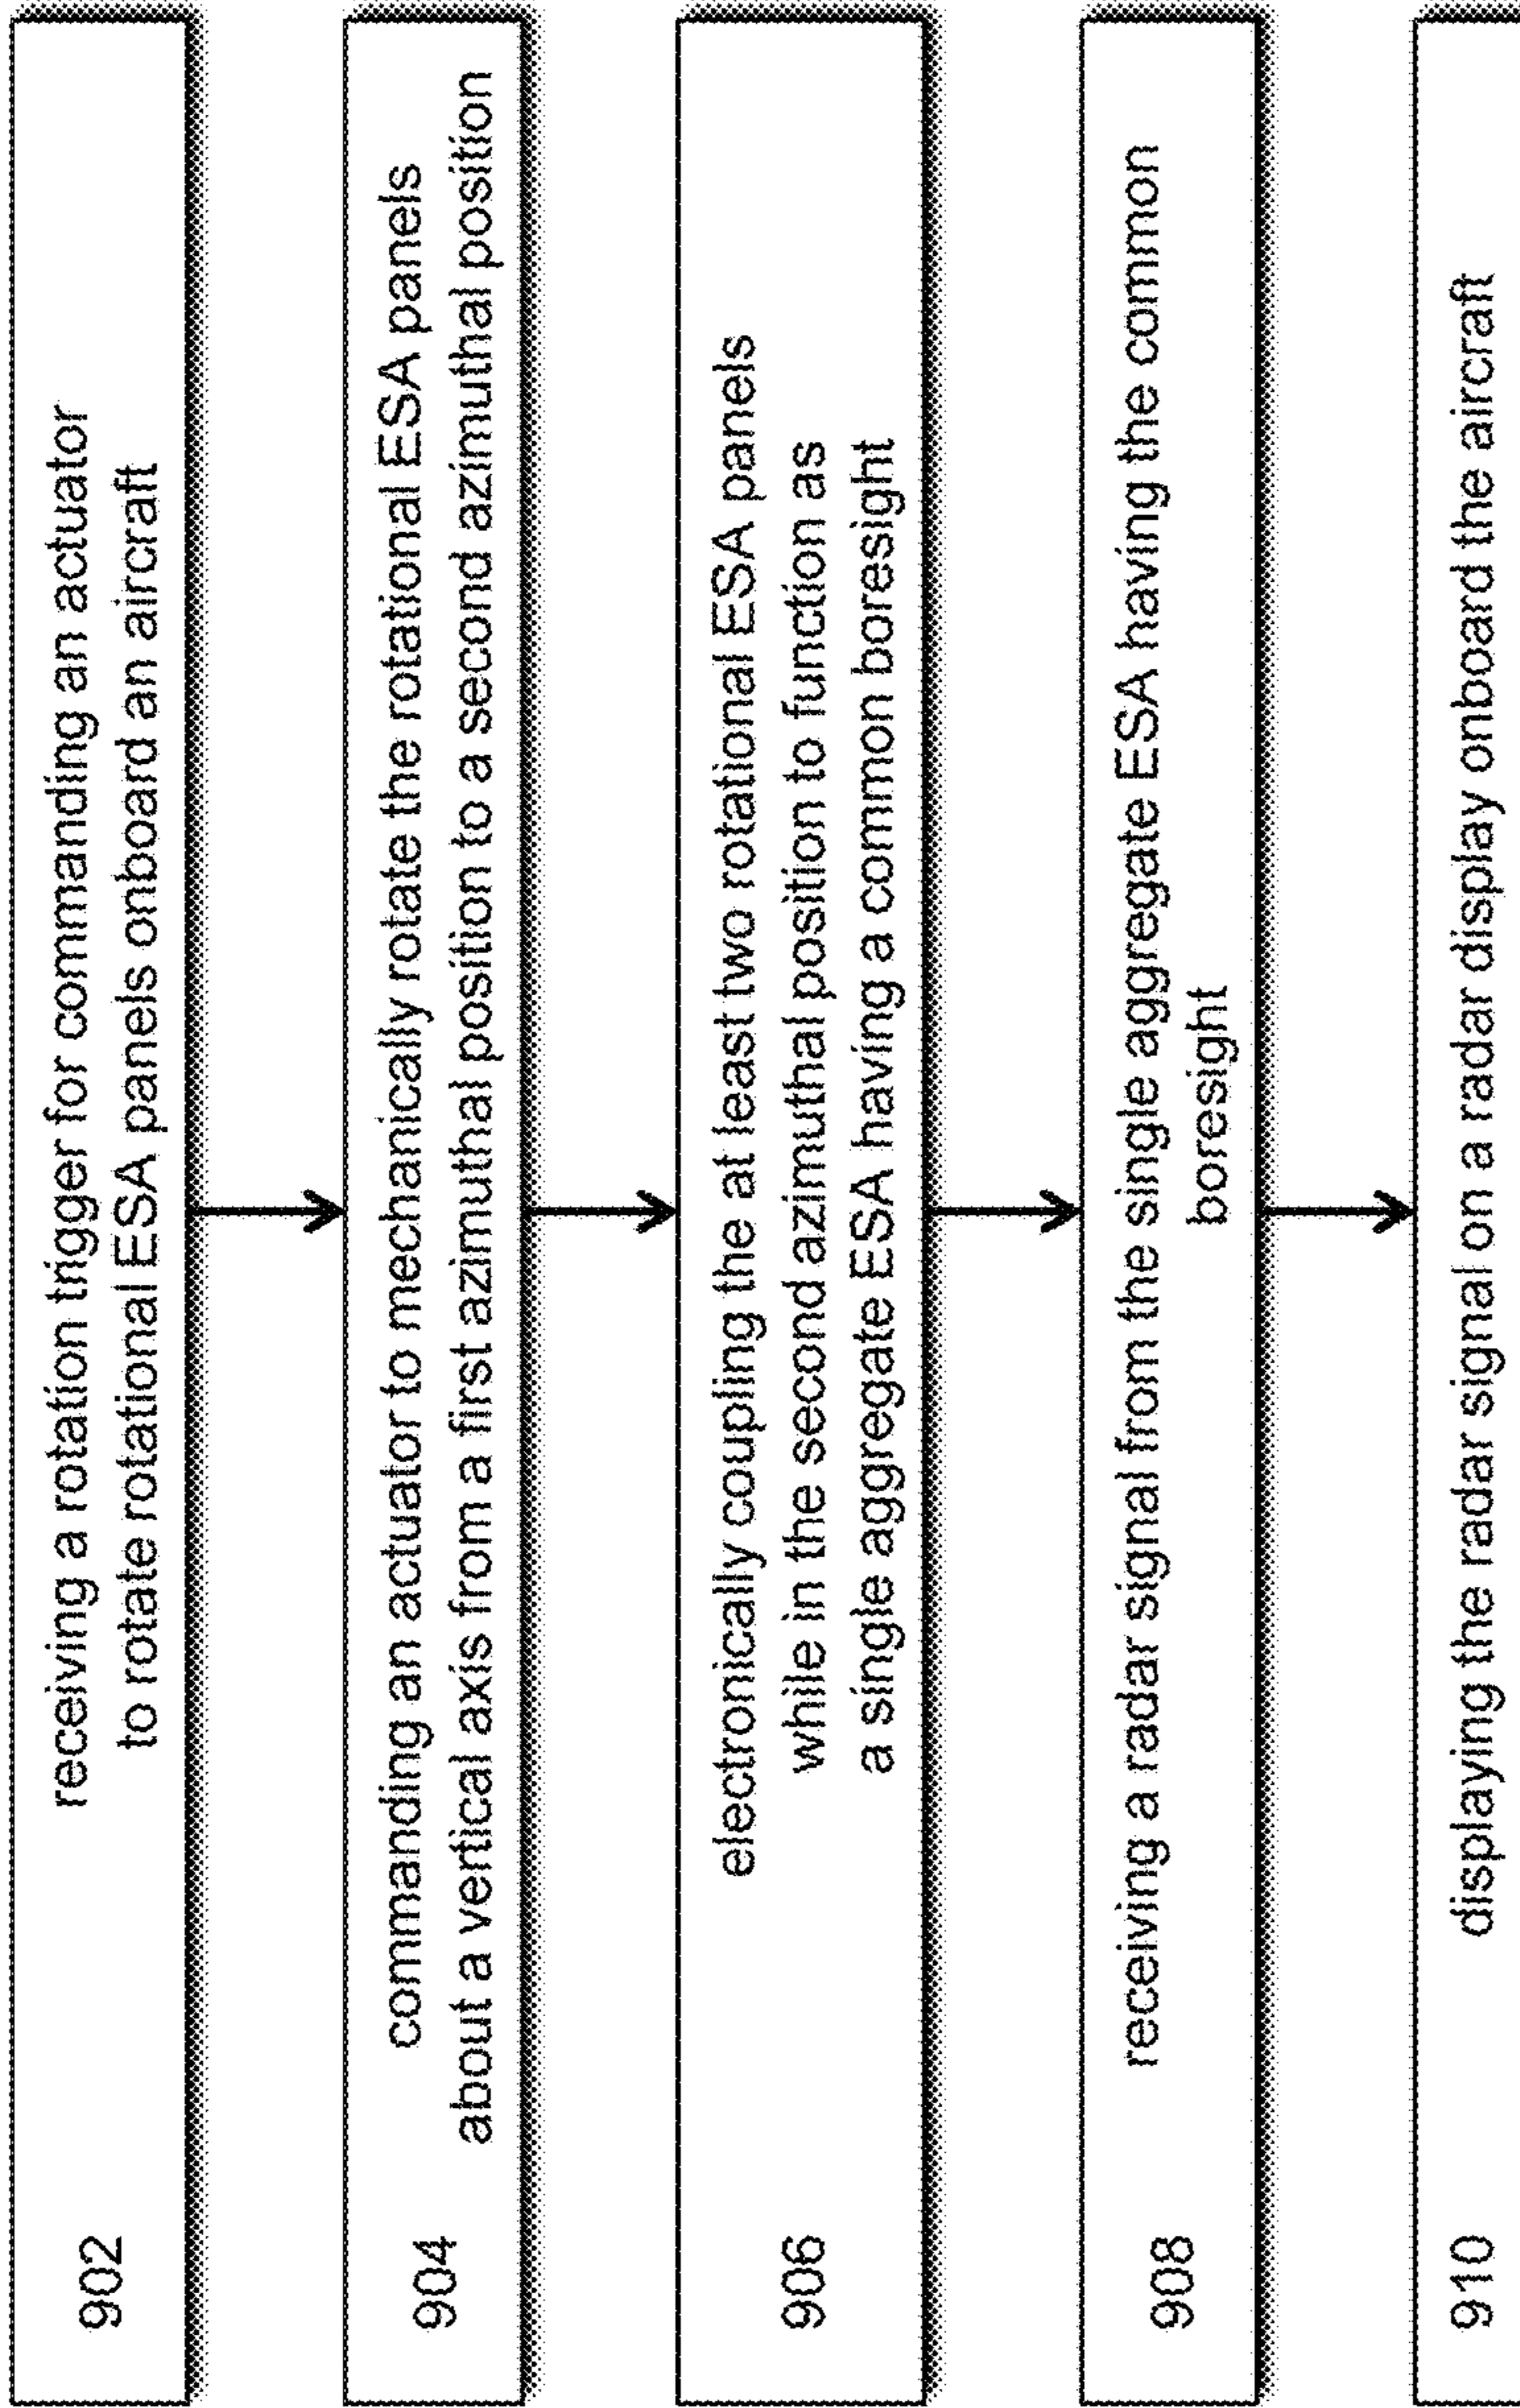 902
receiving a rotation trigger for commanding an actuator
to rotate rotational ESA panels onboard an aircraft
904
commanding an actuator to mechanically rotate the rotational ESA panels
about a vertical axis from a first azimuthal position to a second azimuthal position
906
electronically coupling the at least two rotational ESA panels
while in the second azimuthal position to function as
a single aggregate ESA having a common boresight
908
receiving a radar signal from the single aggregate ESA having the common
boresight
910
displaying the radar signal on a radar display onboard the aircraft